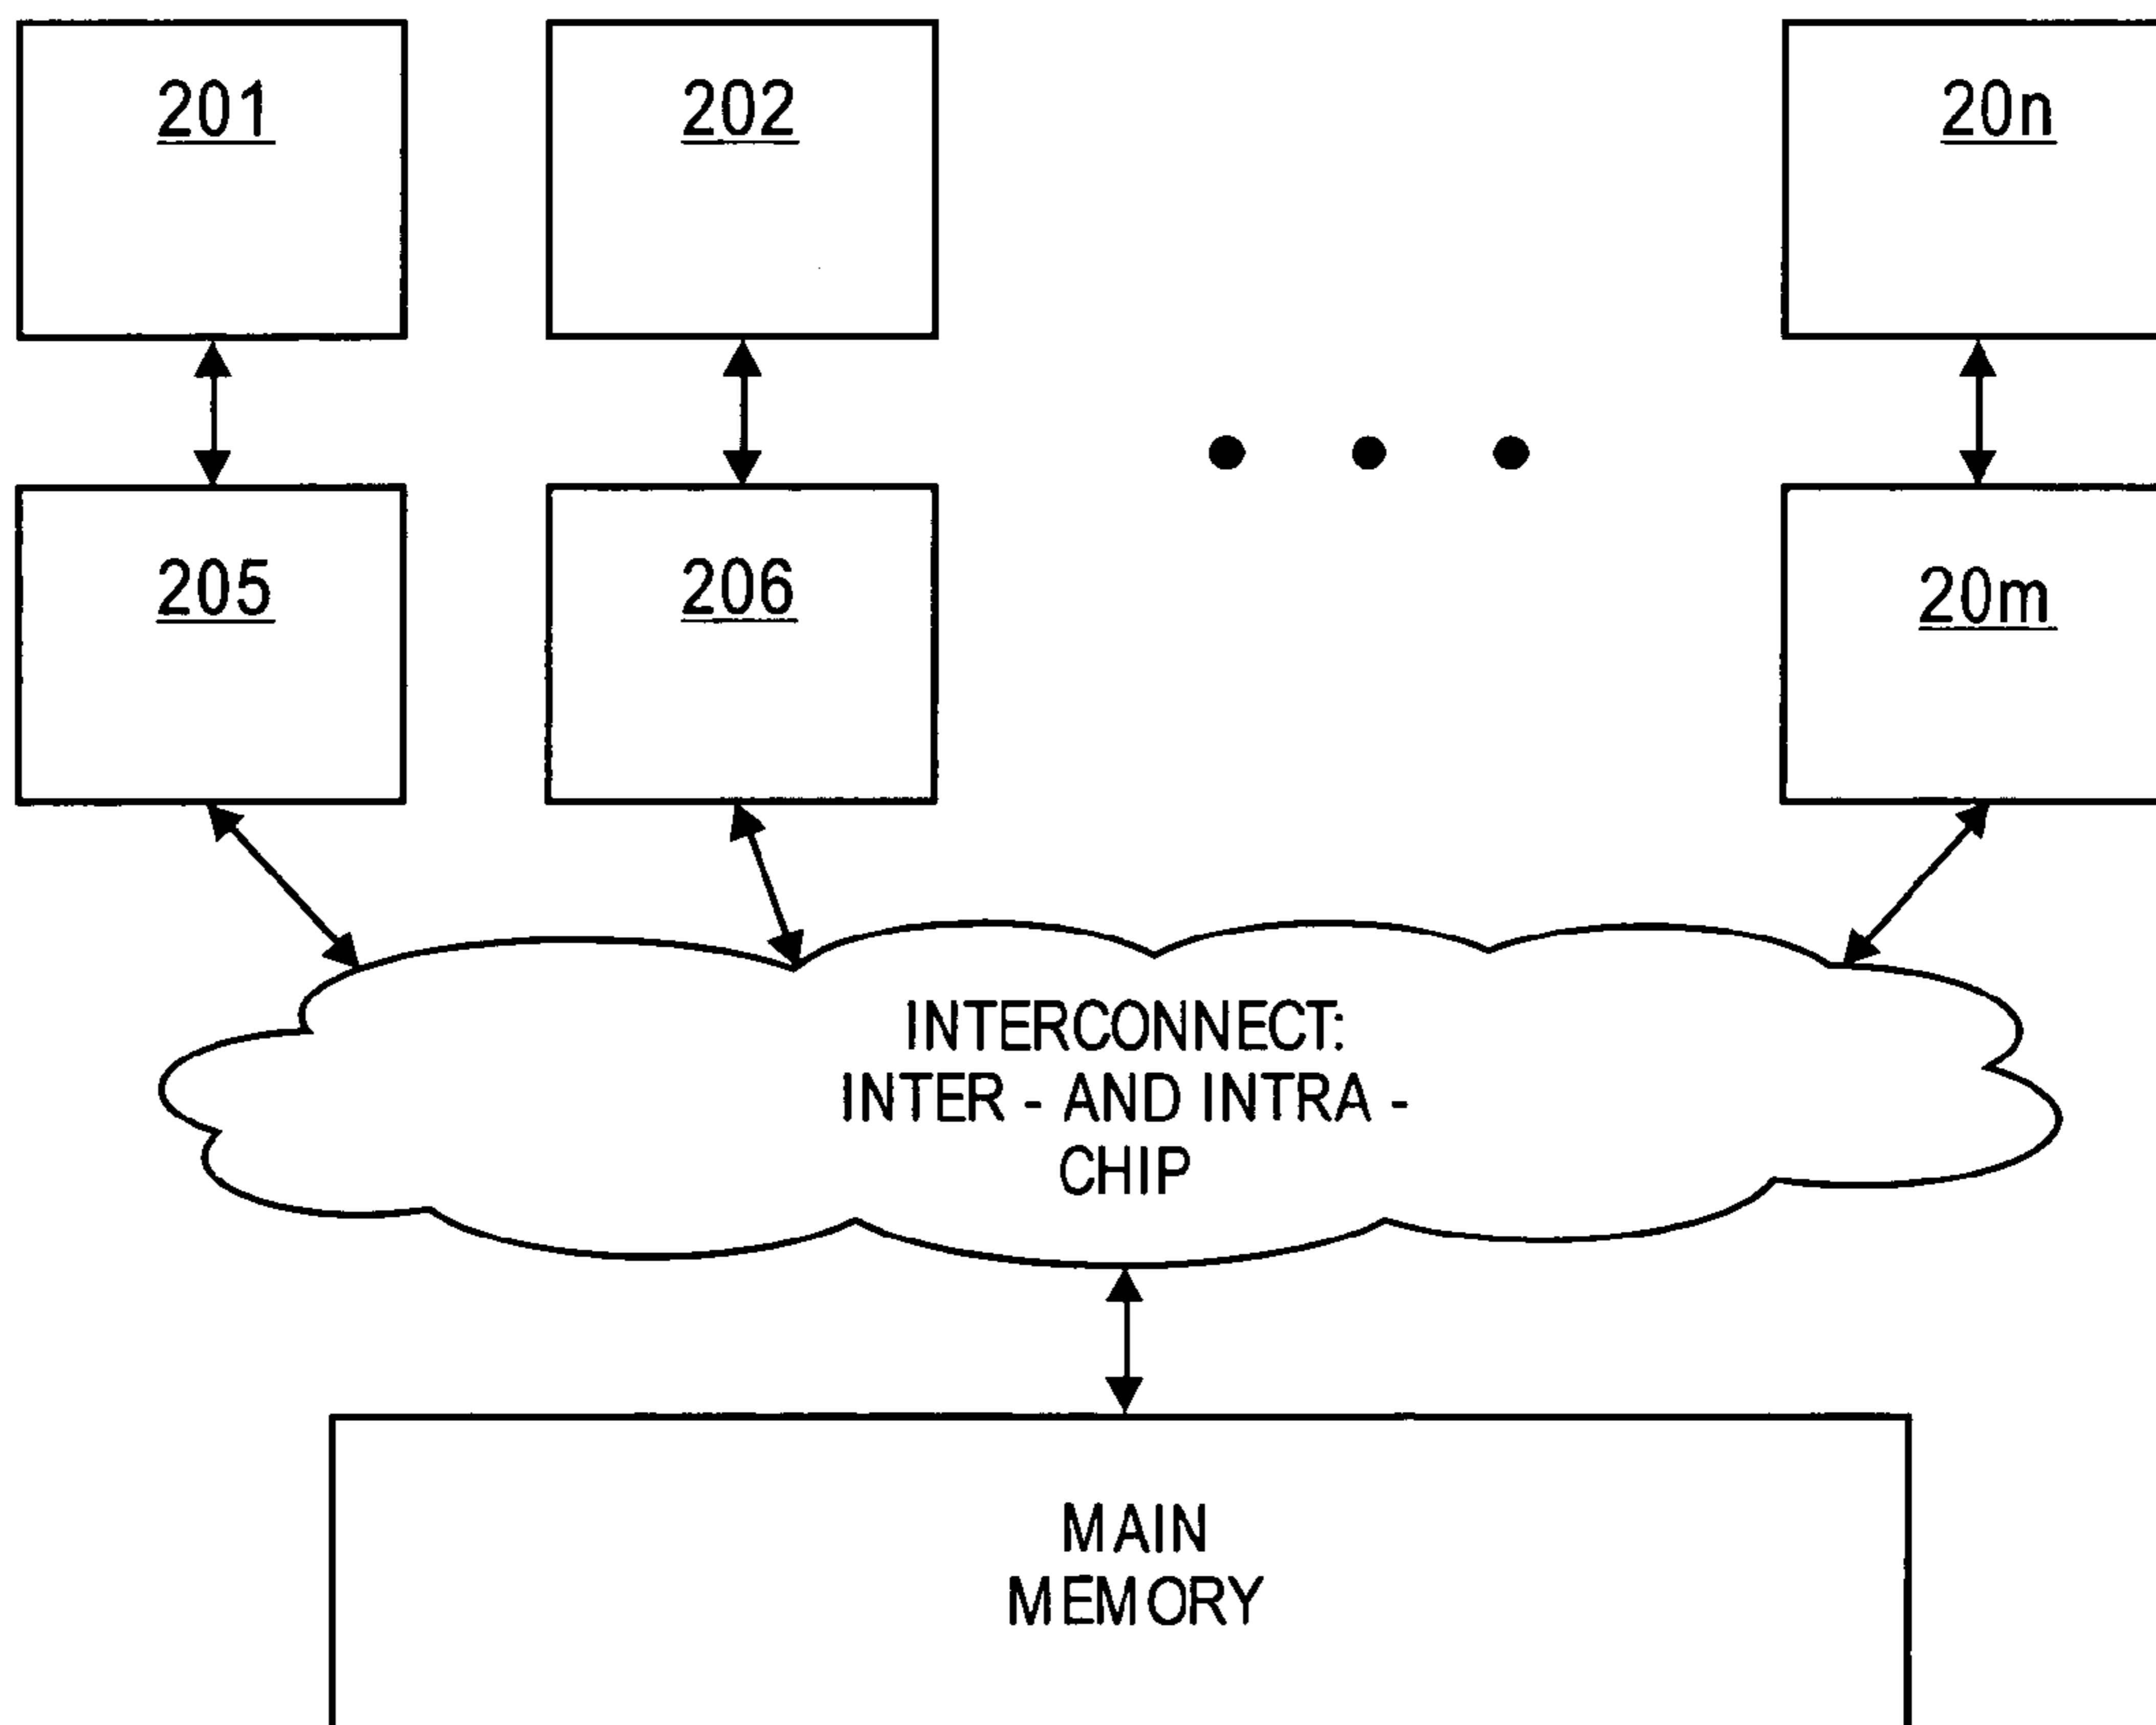 201
202
20n
205
206
20m
INTERCONNECT:
INTER - AND INTRA -
CHIP
MAIN
MEMORY